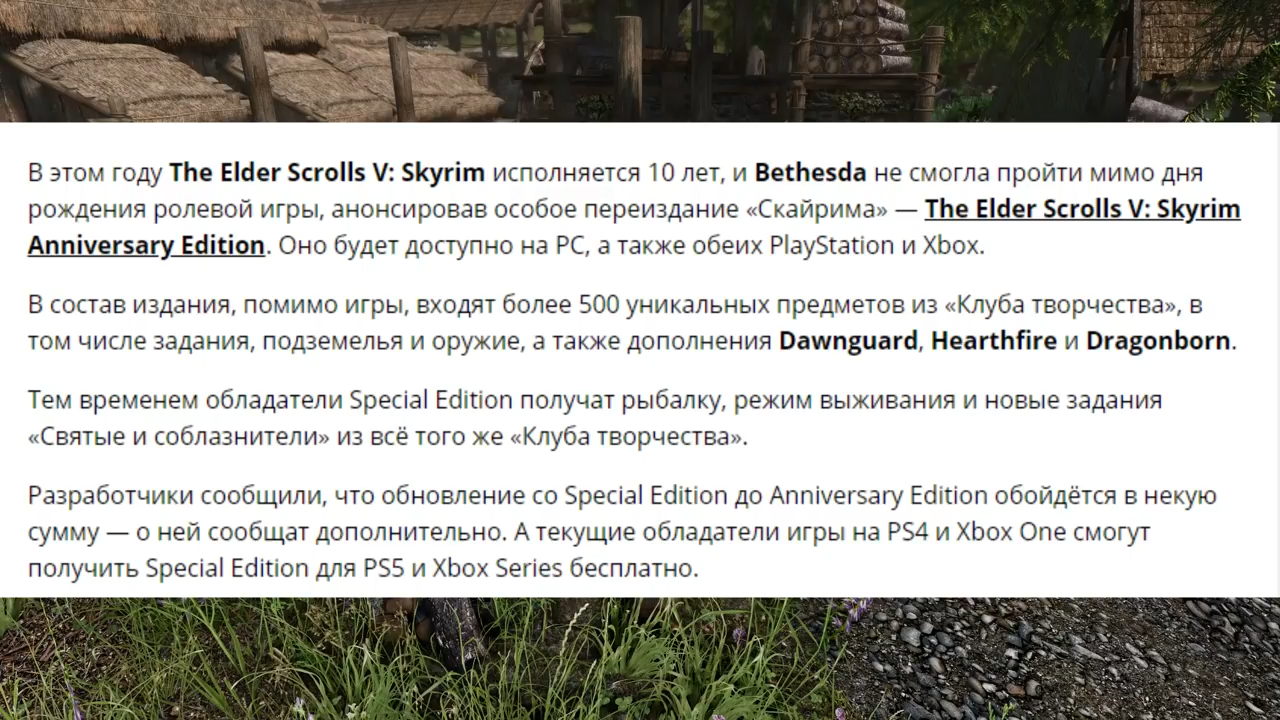 В этом году The Elder Scrolls V: Skyrim исполняется 10 лет, и Bethesda не смогла пройти мимо дня
рождения ролевой игры, анонсировав особое переиздание «Скайрима» — The Elder Scrolls V: Skyrim
Anniversary Edition. Оно будет доступно на PC, а также обеих PlayStation и Xbox.
В состав издания, помимо игры, входят более 500 уникальных предметов из «Клуба творчества», в
том числе задания, подземелья и оружие, а также дополнения Dawnguard, Hearthfire и Dragonborn.
Тем временем обладатели Special Edition получат рыбалку, режим выживания и новые задания
«Святые и соблазнители» из всё того же «Клуба творчества».
Разработчики сообщили, что обновление со Special Edition до Anniversary Edition обойдётся в некую
сумму — о ней сообщат дополнительно. А текущие обладатели игры на PS4 и Xbox One смогут
получить Special Edition для PS5 и Xbox Series бесплатно.